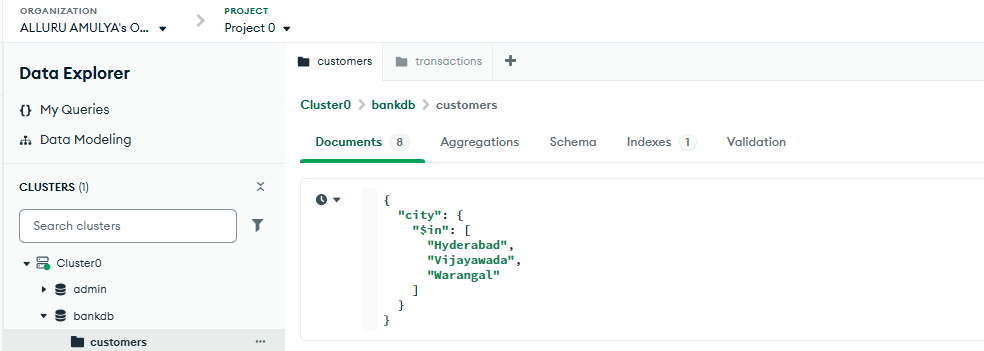 ORGANIZATION
ALLURU AMULYA's O...
PROJECT
Project 0
Data Explorer
{} My Queries
Data Modeling
CLUSTERS (1)
Search clusters
Cluster0
admin
bankdb
customers ...
customers
transactions +
Cluster0 > bankdb > customers
Documents 8 Aggregations Schema Indexes 1 Validation
{
"city": {
"$in": [
"Hyderabad",
"Vijayawada",
"Warangal"
]
}
}